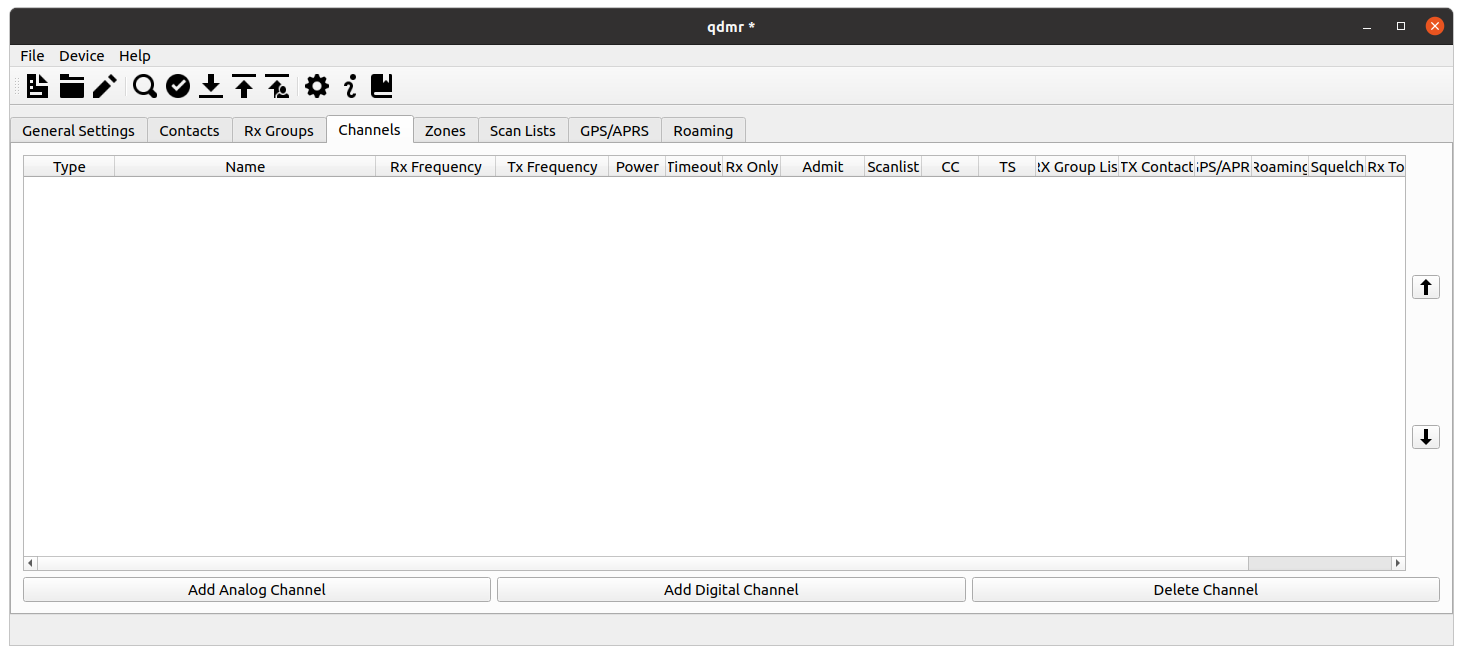 qdmr *
File Device Help
General Settings Contacts Rx Groups Channels Zones Scan Lists GPS/APRS Roaming
Type Name Rx Frequency Tx Frequency Power Timeout Rx Only Admit Scanlist CC TS RX Group Lis TX Contact GPS/APR Roaming Squelch Rx To
Add Analog Channel Add Digital Channel Delete Channel